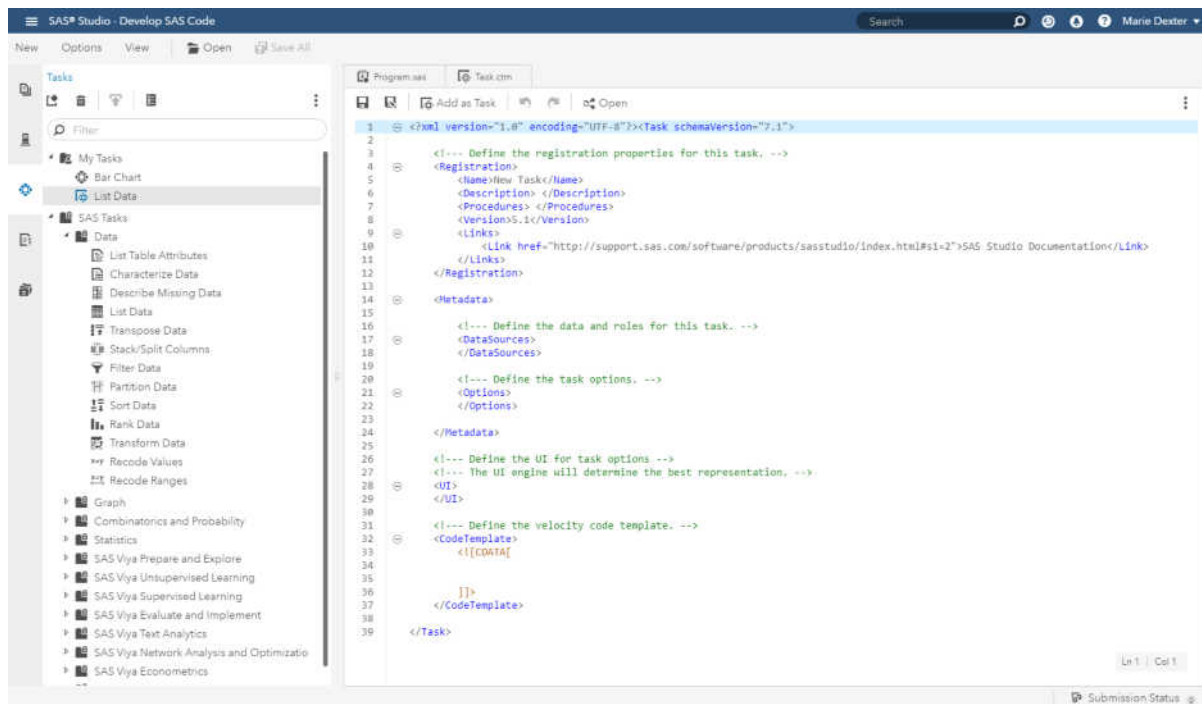 SAS® Studio - Develop SAS Code
Search
Marie Dexter
New Options View Open Save All
Tasks
Filter
My Tasks
Bar Chart
List Data
SAS Tasks
Data
List Table Attributes
Characterize Data
Describe Missing Data
List Data
Transpose Data
Stack/Split Columns
Filter Data
Partition Data
Sort Data
Rank Data
Transform Data
Recode Values
Recode Ranges
Graph
Combinatorics and Probability
Statistics
SAS Viya Prepare and Explore
SAS Viya Unsupervised Learning
SAS Viya Supervised Learning
SAS Viya Evaluate and Implement
SAS Viya Text Analytics
SAS Viya Network Analysis and Optimizatio
SAS Viya Econometrics
Program.sas Task.ctm
Add as Task Open
1 <?xml version="1.0" encoding="UTF-8"?><Task schemaVersion="7.1">
2
3 <!--- Define the registration properties for this task. -->
4 <Registration>
5 <Name>New Task</Name>
6 <Description> </Description>
7 <Procedures> </Procedures>
8 <Version>5.1</Version>
9 <Links>
10 <Link href="http://support.sas.com/software/products/sasstudio/index.html#s1=2">SAS Studio Documentation</Link>
11 </Links>
12 </Registration>
13
14 <Metadata>
15
16 <!--- Define the data and roles for this task. -->
17 <DataSources>
18 </DataSources>
19
20 <!--- Define the task options. -->
21 <Options>
22 </Options>
23
24 </Metadata>
25
26 <!--- Define the UI for task options -->
27 <!--- The UI engine will determine the best representation. -->
28 <UI>
29 </UI>
30
31 <!--- Define the velocity code template. -->
32 <CodeTemplate>
33 <![CDATA[
34
35
36 ]]>
37 </CodeTemplate>
38
39 </Task>
Ln 1 Col 1
Submission Status